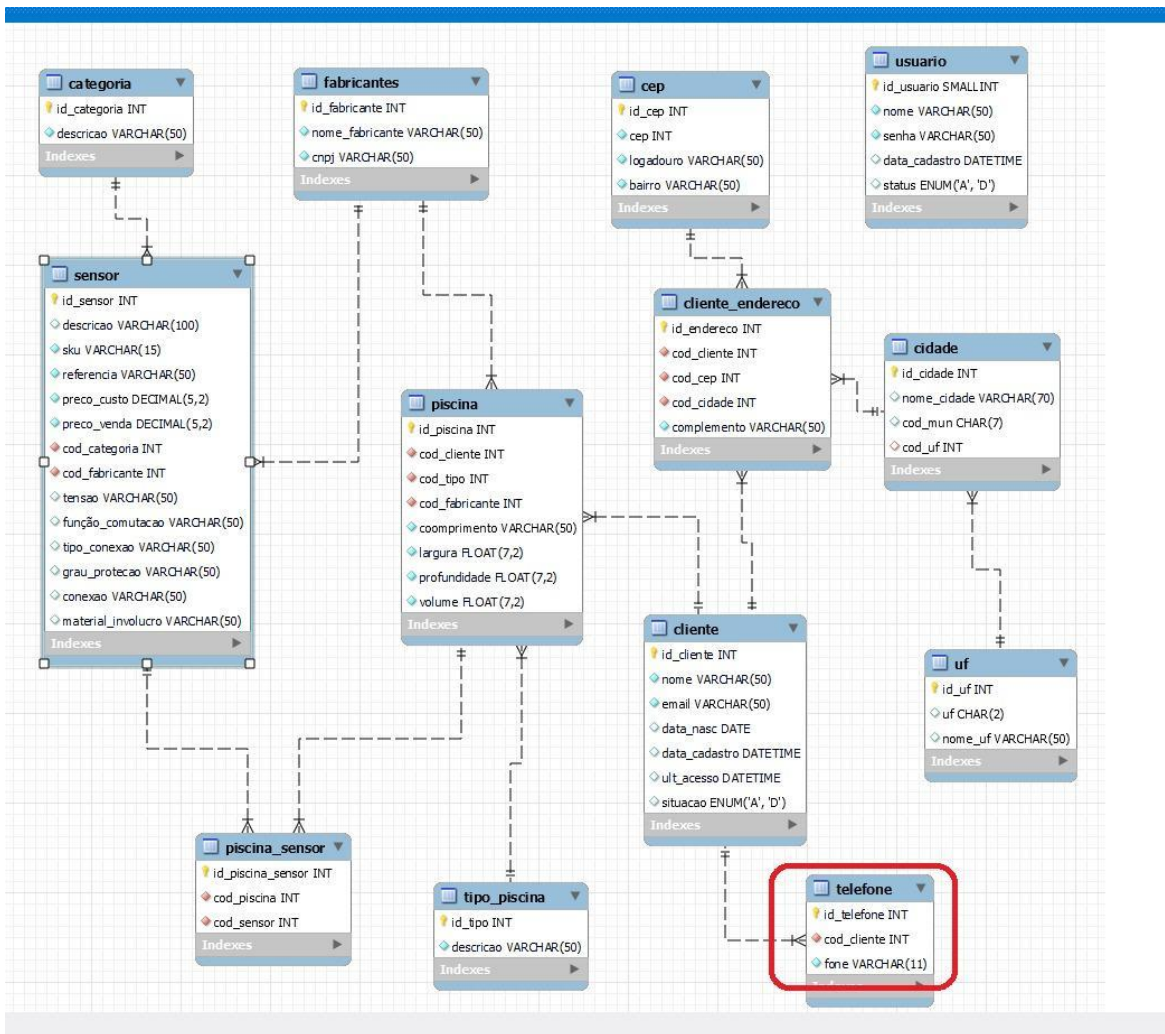 categoria
id_categoria INT
descricao VARCHAR(50)
Indexes
fabricantes
id_fabricante INT
nome_fabricante VARCHAR(50)
cnpj VARCHAR(50)
Indexes
cep
id_cep INT
cep INT
logadouro VARCHAR(50)
bairro VARCHAR(50)
Indexes
usuario
id_usuario SMALLINT
nome VARCHAR(50)
senha VARCHAR(50)
data_cadastro DATETIME
status ENUM('A', 'D')
Indexes
sensor
id_sensor INT
descricao VARCHAR(100)
sku VARCHAR(15)
referencia VARCHAR(50)
preco_custo DECIMAL(5,2)
preco_venda DECIMAL(5,2)
cod_categoria INT
cod_fabricante INT
tensao VARCHAR(50)
função_comutacao VARCHAR(50)
tipo_conexao VARCHAR(50)
grau_protecao VARCHAR(50)
conexao VARCHAR(50)
material_involucro VARCHAR(50)
Indexes
piscina
id_piscina INT
cod_cliente INT
cod_tipo INT
cod_fabricante INT
coomprimento VARCHAR(50)
largura FLOAT(7,2)
profundidade FLOAT(7,2)
volume FLOAT(7,2)
Indexes
cliente_endereco
id_endereco INT
cod_cliente INT
cod_cep INT
cod_cidade INT
complemento VARCHAR(50)
Indexes
cidade
id_cidade INT
nome_cidade VARCHAR(70)
cod_mun CHAR(7)
cod_uf INT
Indexes
cliente
id_cliente INT
nome VARCHAR(50)
email VARCHAR(50)
data_nasc DATE
data_cadastro DATETIME
ult_acesso DATETIME
situacao ENUM('A', 'D')
Indexes
uf
id_uf INT
uf CHAR(2)
nome_uf VARCHAR(50)
Indexes
piscina_sensor
id_piscina_sensor INT
cod_piscina INT
cod_sensor INT
Indexes
tipo_piscina
id_tipo INT
descricao VARCHAR(50)
Indexes
telefone
id_telefone INT
cod_cliente INT
fone VARCHAR(11)
Indexes